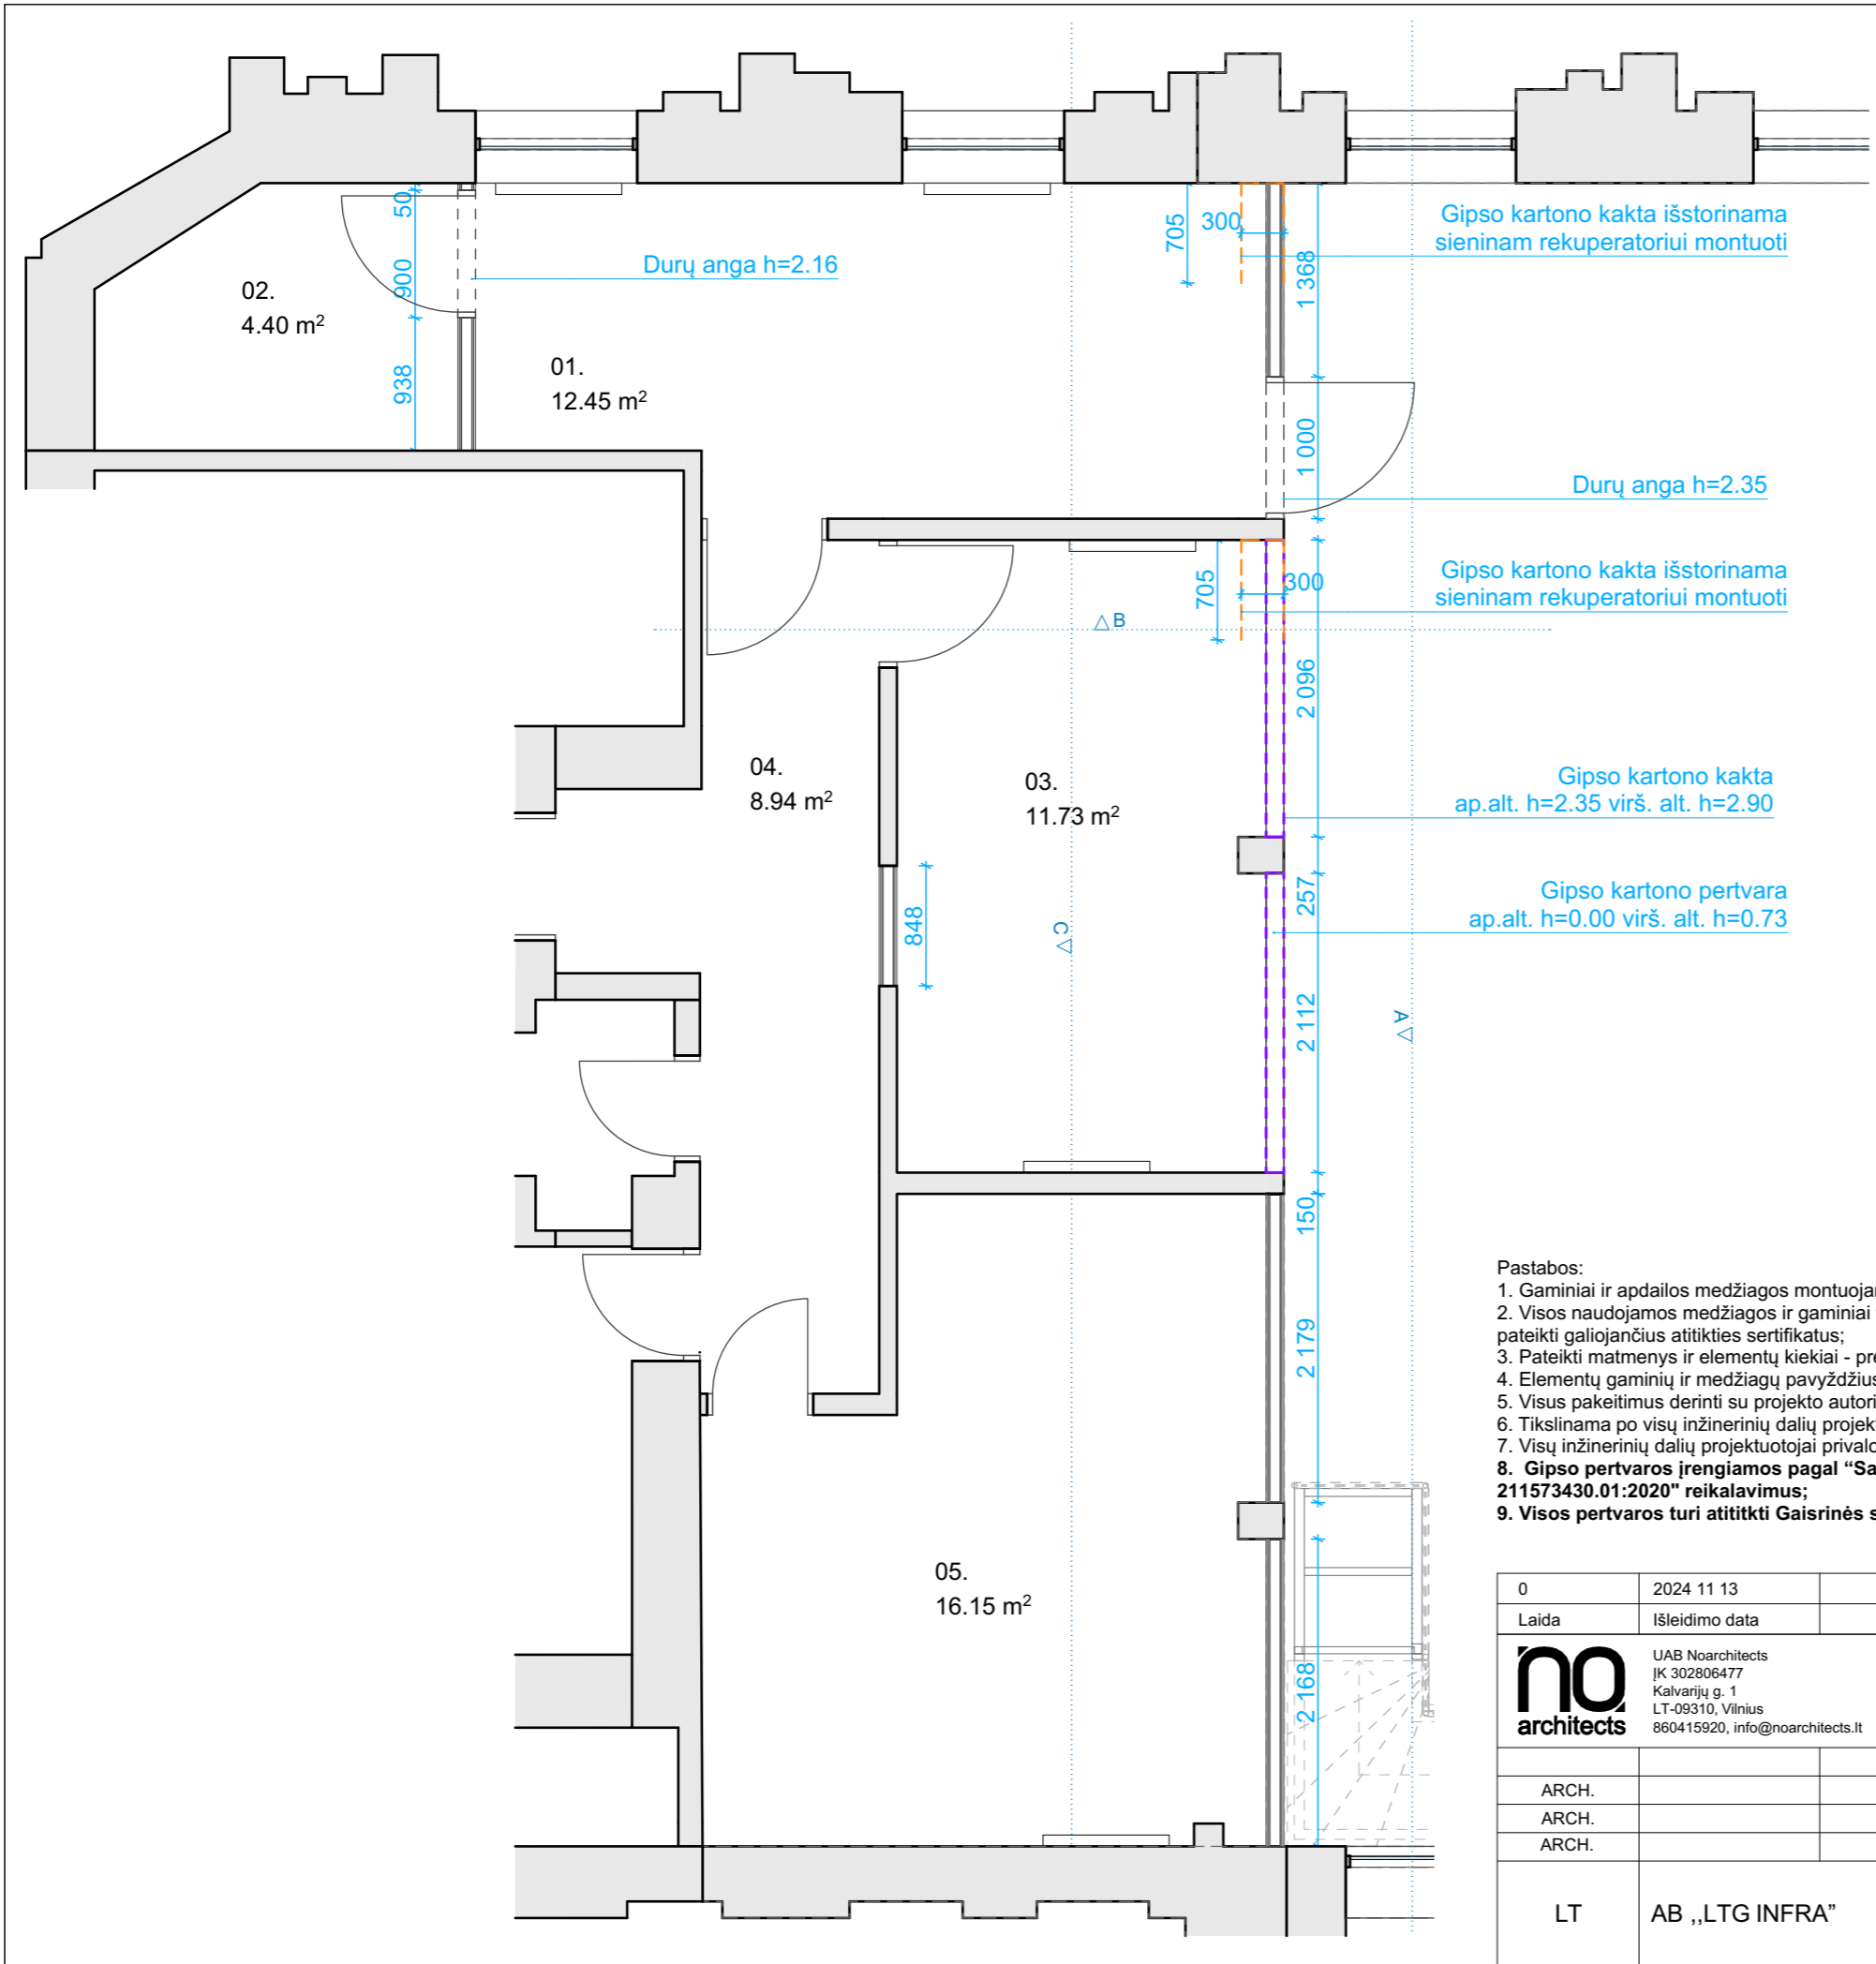 50
705
300
Gipso kartono kakta išstorinama
sieninam rekuperatoriui montuoti
Durų anga h=2.16
900
1 368
02.
4.40 m²
01.
12.45 m²
938
1 000
Durų anga h=2.35
705
300
Gipso kartono kakta išstorinama
sieninam rekuperatoriui montuoti
B
2 096
04.
8.94 m²
03.
11.73 m²
Gipso kartono kakta
ap.alt. h=2.35 virš. alt. h=2.90
257
Gipso kartono pertvara
ap.alt. h=0.00 virš. alt. h=0.73
848
C
2 112
A
150
2 179
05.
16.15 m²
2 168
Pastabos:
1. Gaminiai ir apdailos medžiagos
2. Visos naudojamos medžiagos ir gaminiai
pateikti galiojančius atitikties sertifikatus;
3. Pateikti matmenys ir elementų kiekiai -
4. Elementų gaminių ir medžiagų pavyzdžius
5. Visus pakeitimus derinti su projekto
6. Tikslinama po visų inžinerinių dalių
7. Visų inžinerinių dalių projektuotojai
8. Gipso pertvaros įrengiamos pagal
211573430.01:2020" reikalavimus;
9. Visos pertvaros turi atititkti Gaisrinės
0 2024 11 13
Laida Išleidimo data
no
architects
UAB Noarchitects
ĮK 302806477
Kalvarijų g. 1
LT-09310, Vilnius
860415920, info@noarchitects.lt
ARCH.
ARCH.
ARCH.
LT AB ,,LTG INFRA”